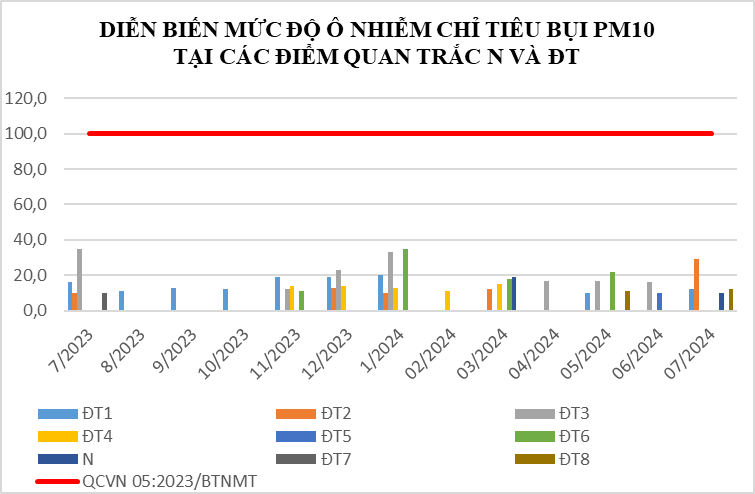 DIỄN BIẾN MỨC ĐỘ Ô NHIỄM CHỈ TIÊU BỤI PM10
TẠI CÁC ĐIỂM QUAN TRẮC N VÀ ĐT
120,0
100,0
80,0
60,0
40,0
20,0
0,0
7/2023 8/2023 9/2023 10/2023 11/2023 12/2023 1/2024 02/2024 03/2024 04/2024 05/2024 06/2024 07/2024
ĐT1 ĐT2 ĐT3
ĐT4 ĐT5 ĐT6
N ĐT7 ĐT8
QCVN 05:2023/BTNMT